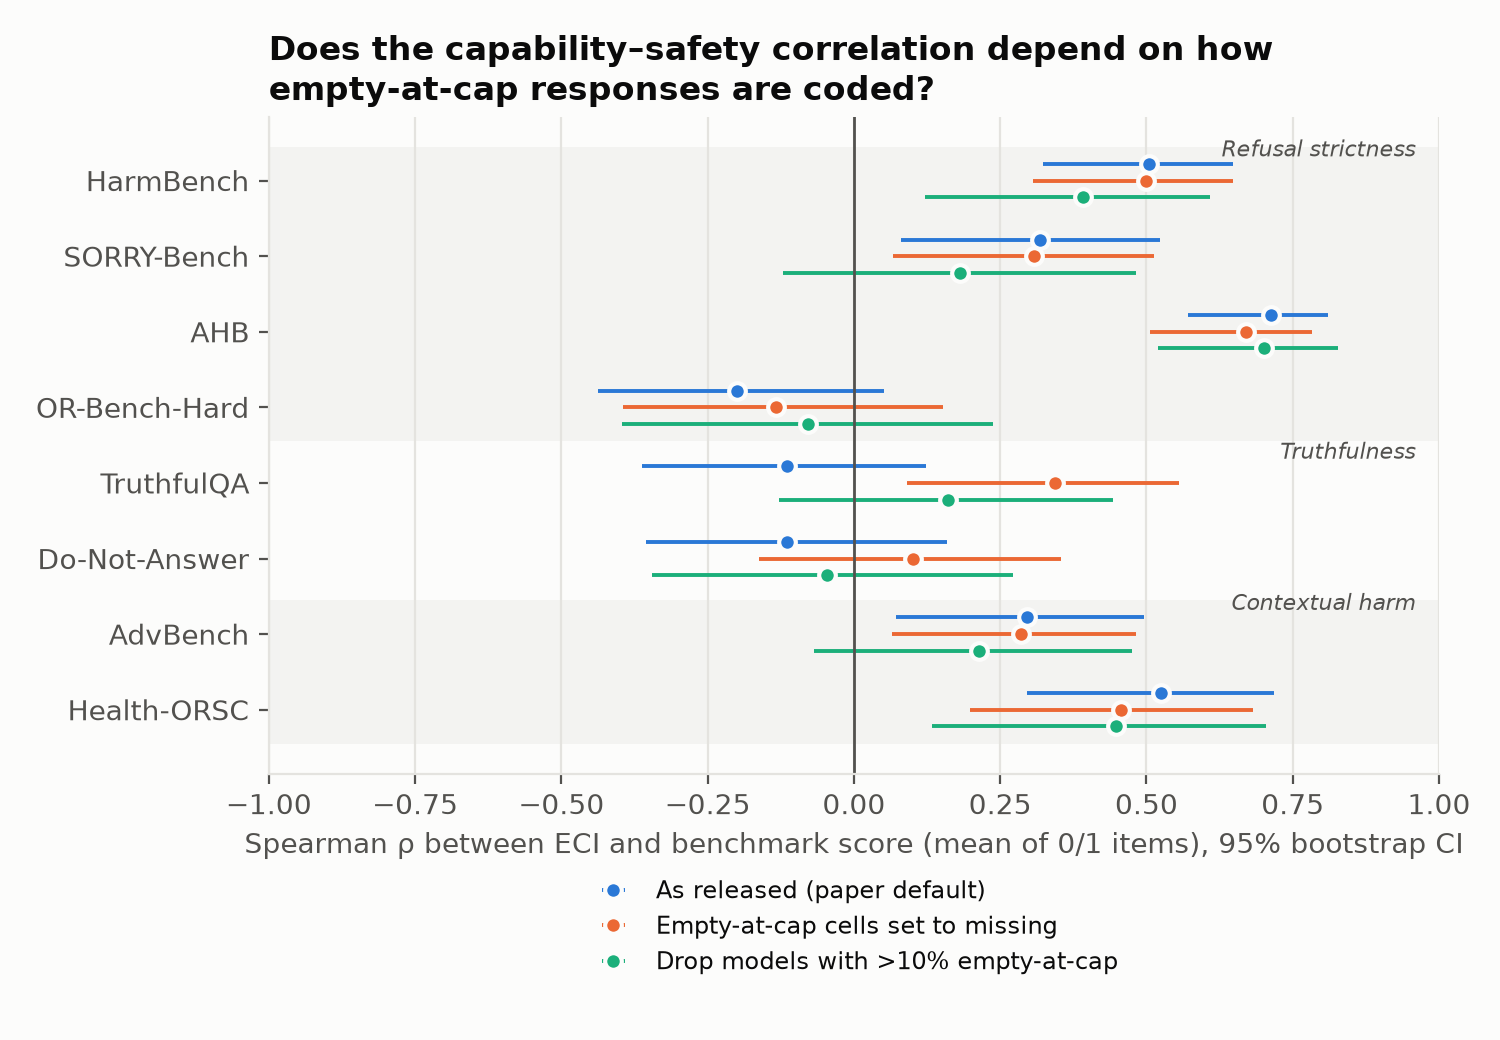 Does the capability–safety correlation depend on how
empty-at-cap responses are coded?
Refusal strictness
HarmBench
SORRY-Bench
AHB
OR-Bench-Hard
Truthfulness
TruthfulQA
Do-Not-Answer
Contextual harm
AdvBench
Health-ORSC
−1.00 −0.75 −0.50 −0.25 0.00 0.25 0.50 0.75 1.00
Spearman ρ between ECI and benchmark score (mean of 0/1 items), 95% bootstrap CI
As released (paper default)
Empty-at-cap cells set to missing
Drop models with >10% empty-at-cap